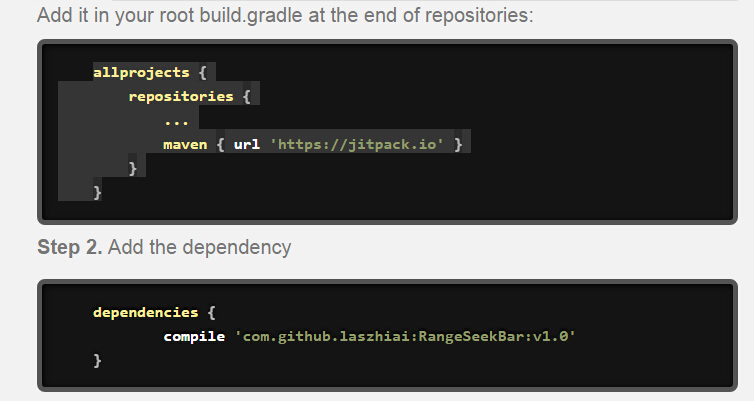 Add it in your root build.gradle at the end of repositories:
allprojects {
repositories {
...
maven { url 'https://jitpack.io' }
}
}
Step 2. Add the dependency
dependencies {
compile 'com.github.laszhiai:RangeSeekBar:v1.0'
}